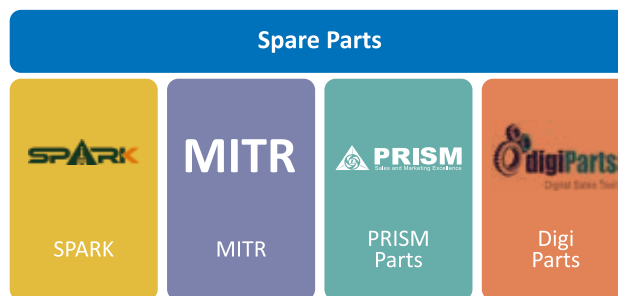 Spare Parts
SPARK
MITR
PRISM
Sales and Marketing Excellence
digiParts
Digital Sales Tool
SPARK
MITR
PRISM
Parts
Digi
Parts